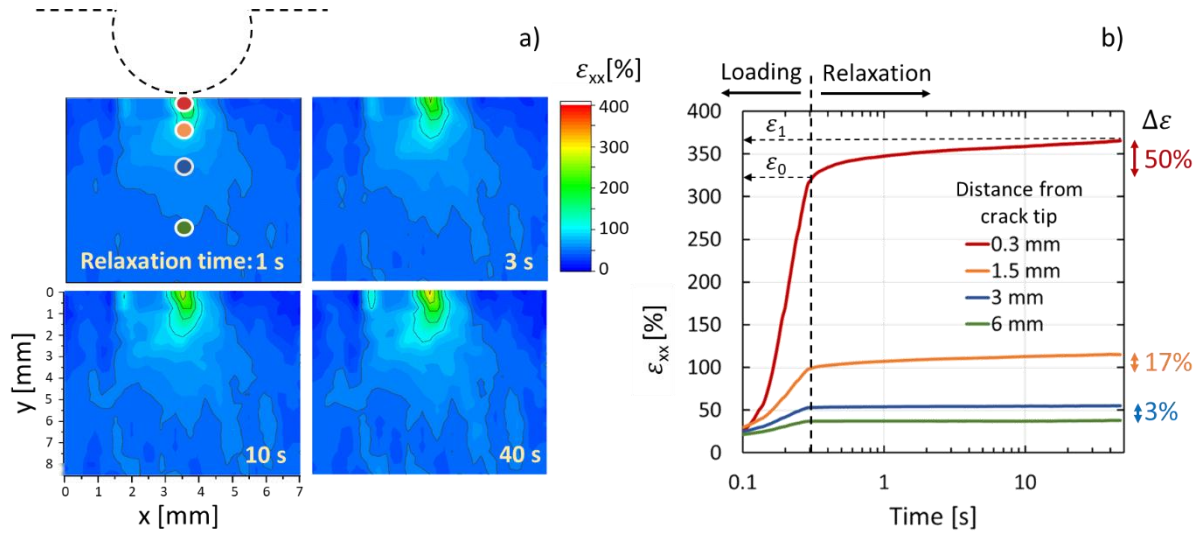 a)
ε_xx[%]
400
300
200
100
0
Relaxation time:1 s
3 s
10 s
40 s
0
1
2
3
4
5
6
7
8
y [mm]
0 1 2 3 4 5 6 7
x [mm]
b)
Loading Relaxation
400
350
300
250
200
150
100
50
0
ε_xx [%]
ε₁
ε₀
Distance from
crack tip
0.3 mm
1.5 mm
3 mm
6 mm
0.1 1 10
Time [s]
Δε
50%
17%
3%